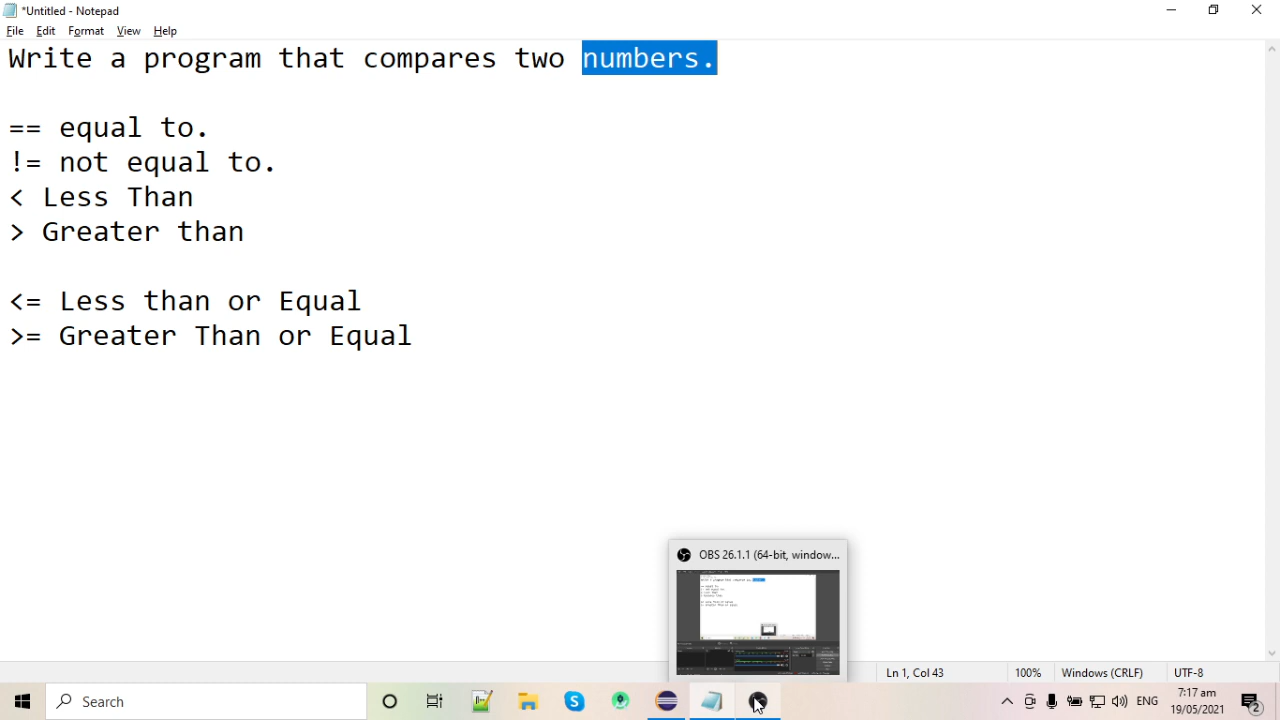 *Untitled - Notepad
File Edit Format View Help
Write a program that compares two numbers.
== equal to.
!= not equal to.
< Less Than
> Greater than
<= Less than or Equal
>= Greater Than or Equal
OBS 26.1.1 (64-bit, window...
Ln 1, Col 43 100% Windows (CRLF) UTF-8
Search
ENG
7:17 am
19/09/2021
2